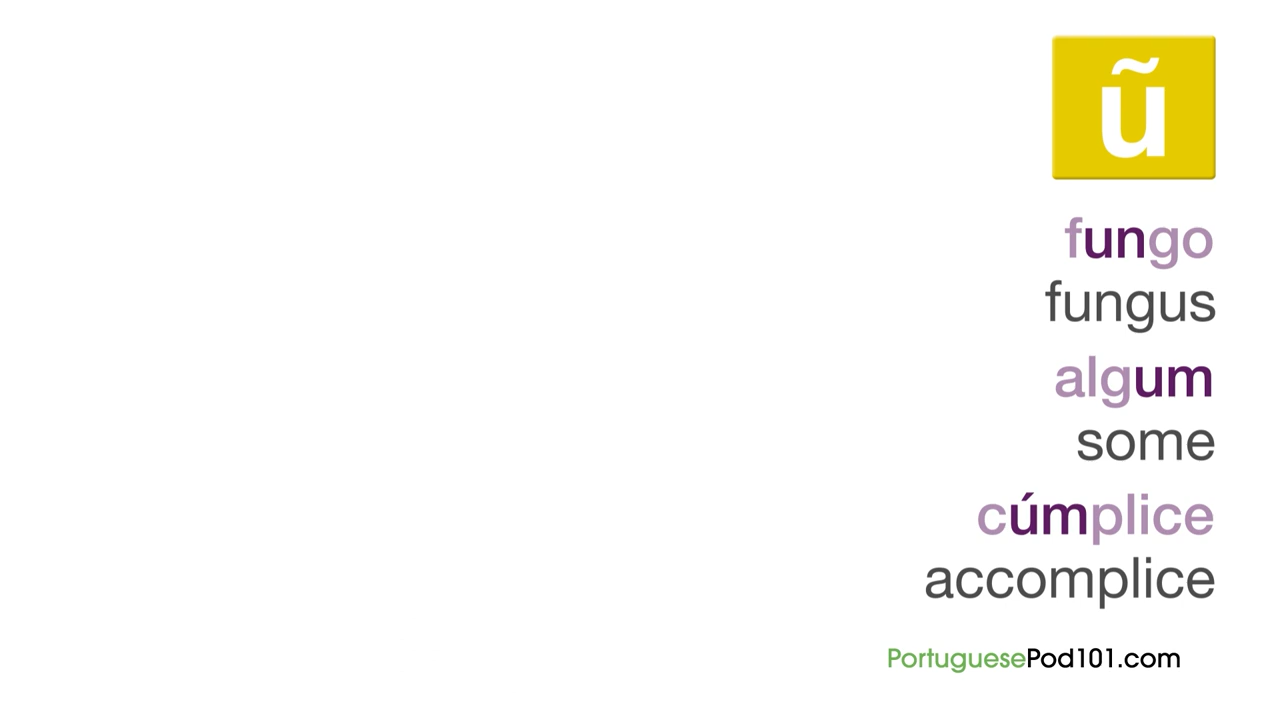 ũ
fungo
fungus
algum
some
cúmplice
accomplice
PortuguesePod101.com